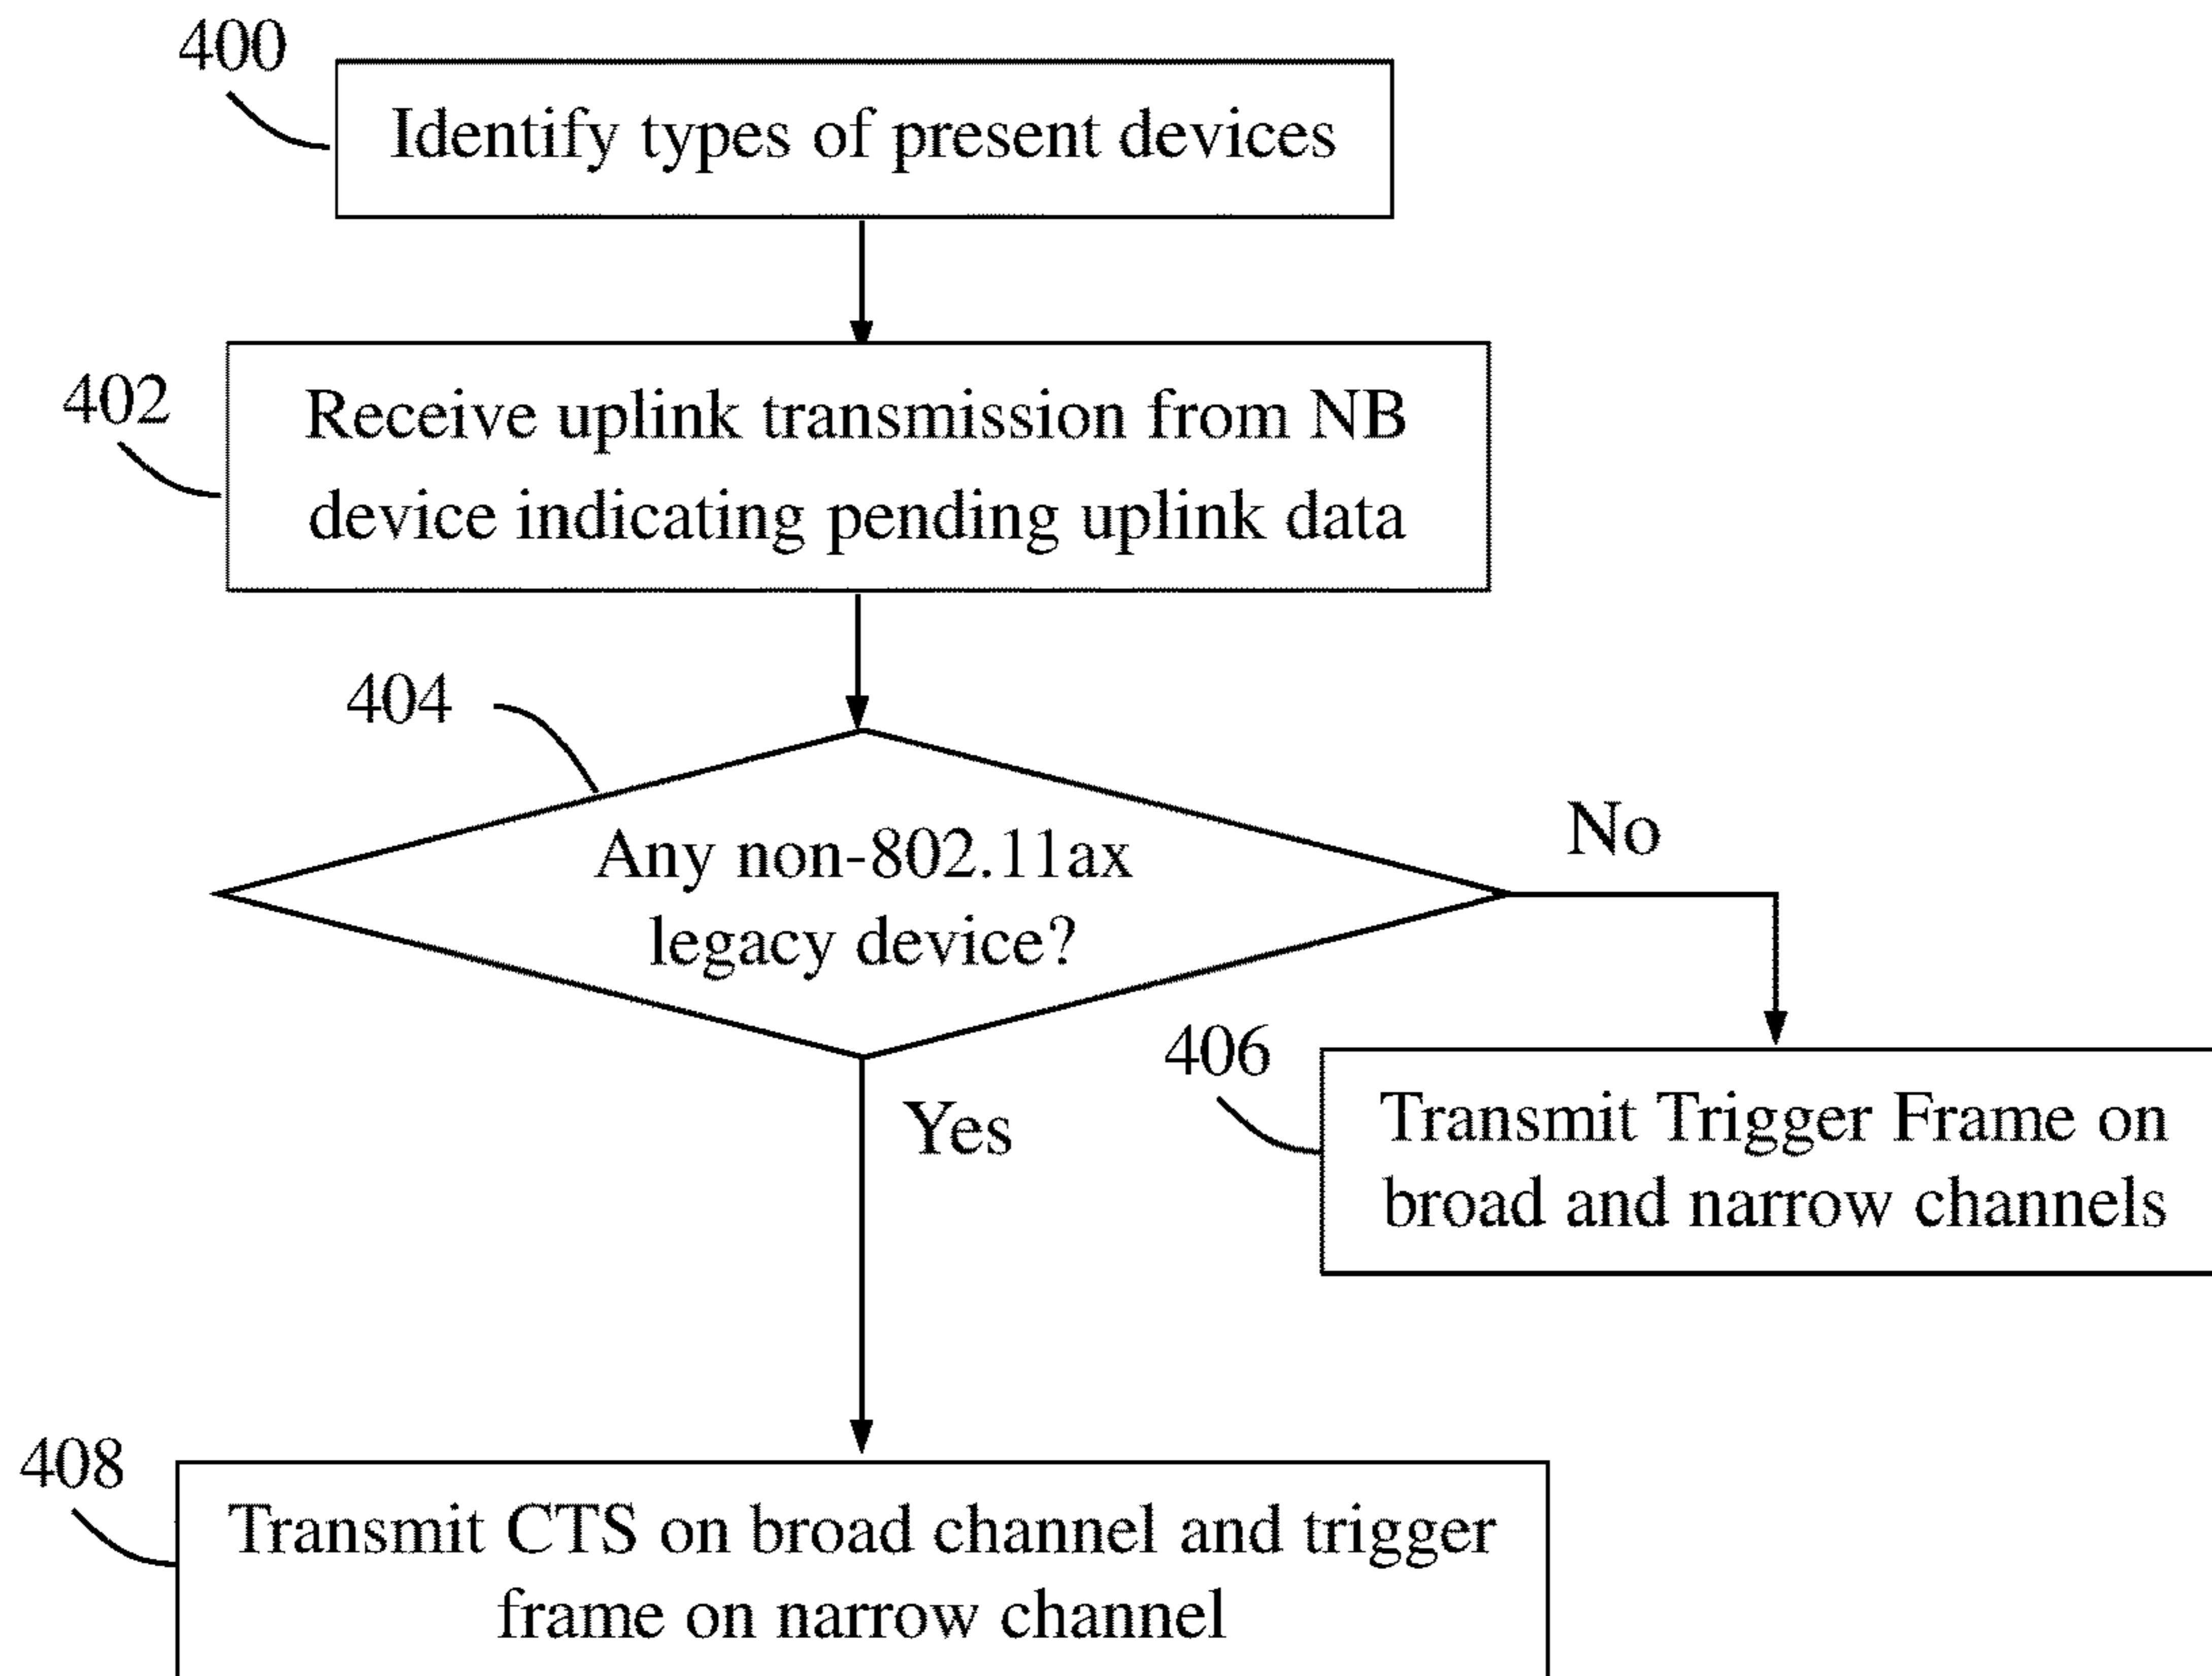 400
Identify types of present devices
402
Receive uplink transmission from NB
device indicating pending uplink data
404
Any non-802.11ax
legacy device?
No
406
Transmit Trigger Frame on
broad and narrow channels
Yes
408
Transmit CTS on broad channel and trigger
frame on narrow channel